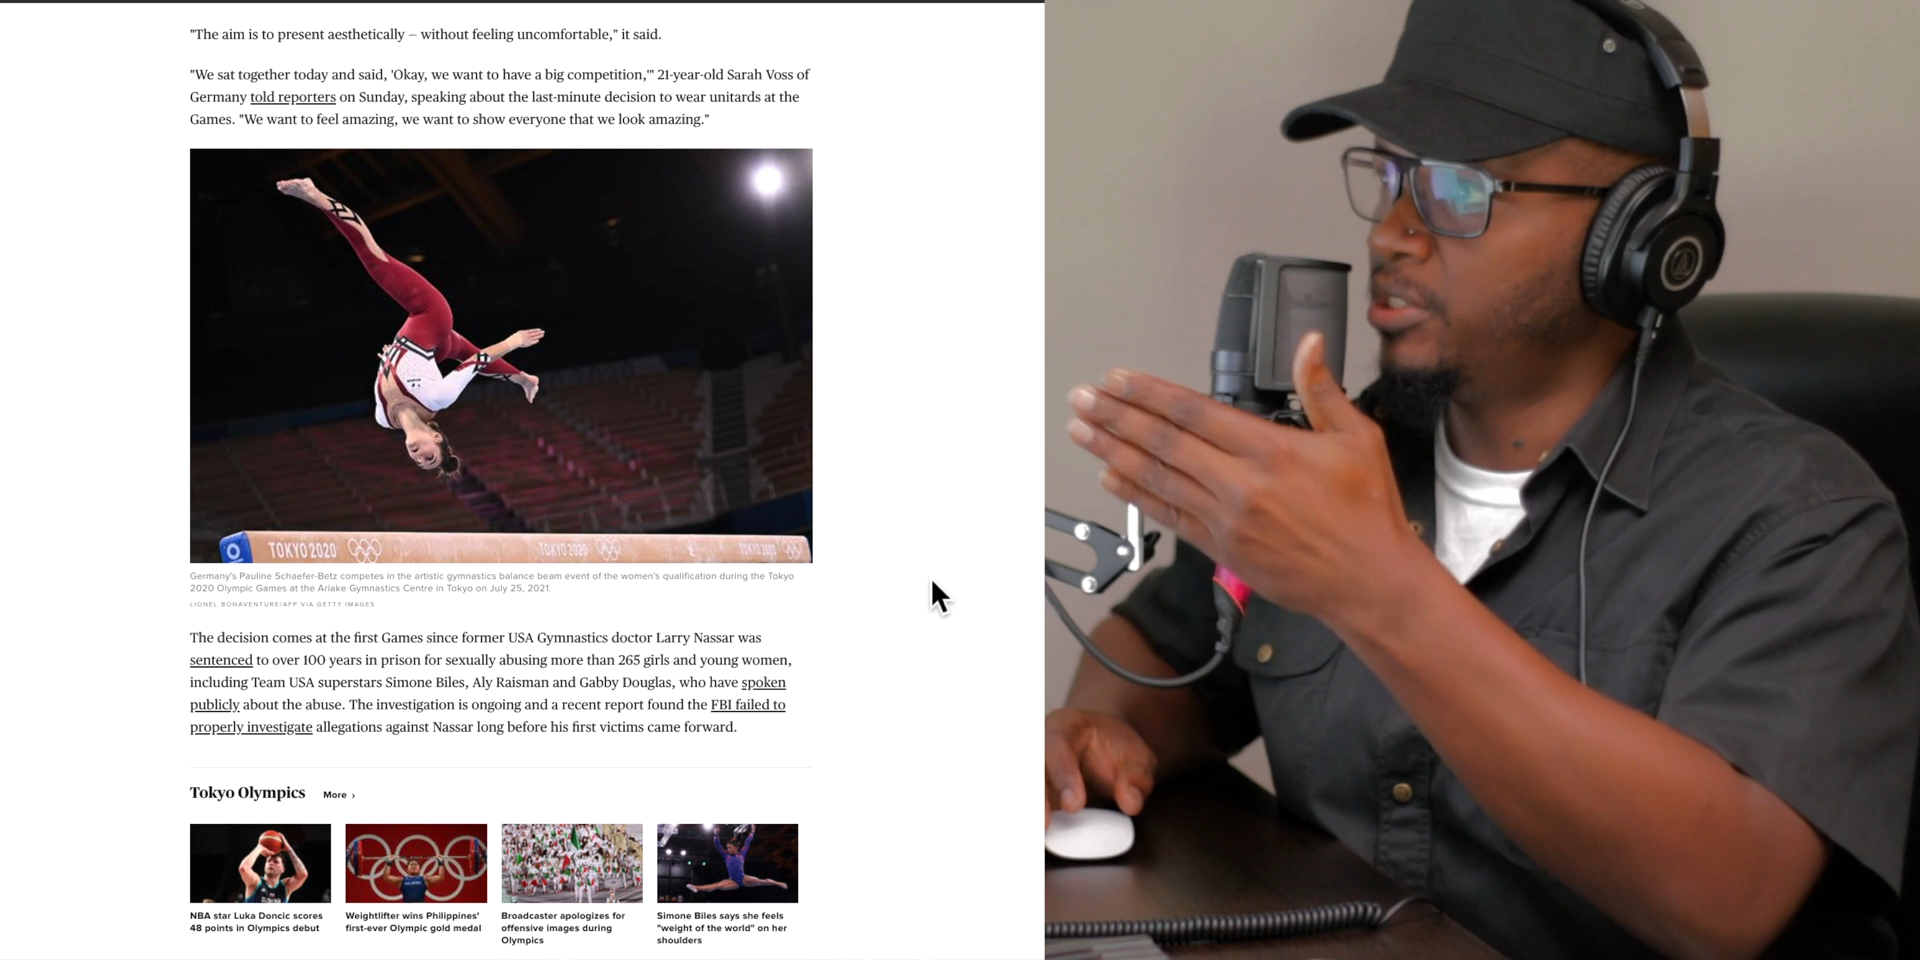 "The aim is to present aesthetically — without feeling uncomfortable," it said.
"We sat together today and said, 'Okay, we want to have a big competition,'" 21-year-old Sarah Voss of
Germany told reporters on Sunday, speaking about the last-minute decision to wear unitards at the
Games. "We want to feel amazing, we want to show everyone that we look amazing."
TOKYO 2020 TOKYO 2020 TOKYO 2020
Germany's Pauline Schaefer-Betz competes in the artistic gymnastics balance beam event of the women's qualification during the Tokyo
2020 Olympic Games at the Ariake Gymnastics Centre in Tokyo on July 25, 2021.
LIONEL BONAVENTURE/AFP VIA GETTY IMAGES
The decision comes at the first Games since former USA Gymnastics doctor Larry Nassar was
sentenced to over 100 years in prison for sexually abusing more than 265 girls and young women,
including Team USA superstars Simone Biles, Aly Raisman and Gabby Douglas, who have spoken
publicly about the abuse. The investigation is ongoing and a recent report found the FBI failed to
properly investigate allegations against Nassar long before his first victims came forward.
Tokyo Olympics More ›
NBA star Luka Doncic scores
48 points in Olympics debut
Weightlifter wins Philippines'
first-ever Olympic gold medal
Broadcaster apologizes for
offensive images during
Olympics
Simone Biles says she feels
"weight of the world" on her
shoulders